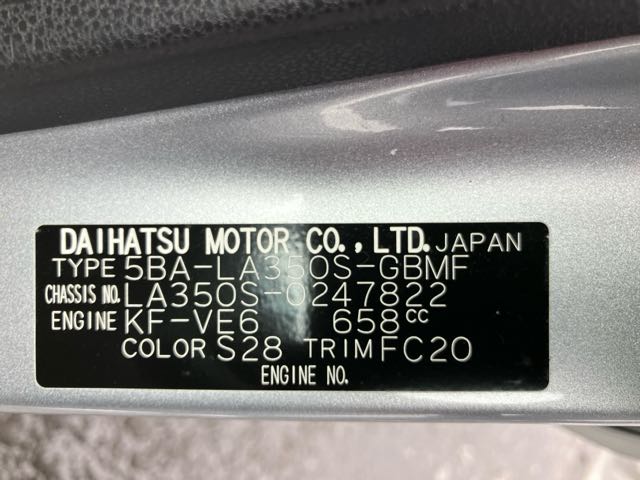 DAIHATSU MOTOR CO., LTD. JAPAN
TYPE 5BA-LA350S-GBMF
CHASSIS NO. LA350S-0247822
ENGINE KF-VE6 658cc
COLOR S28 TRIM FC20
ENGINE NO.